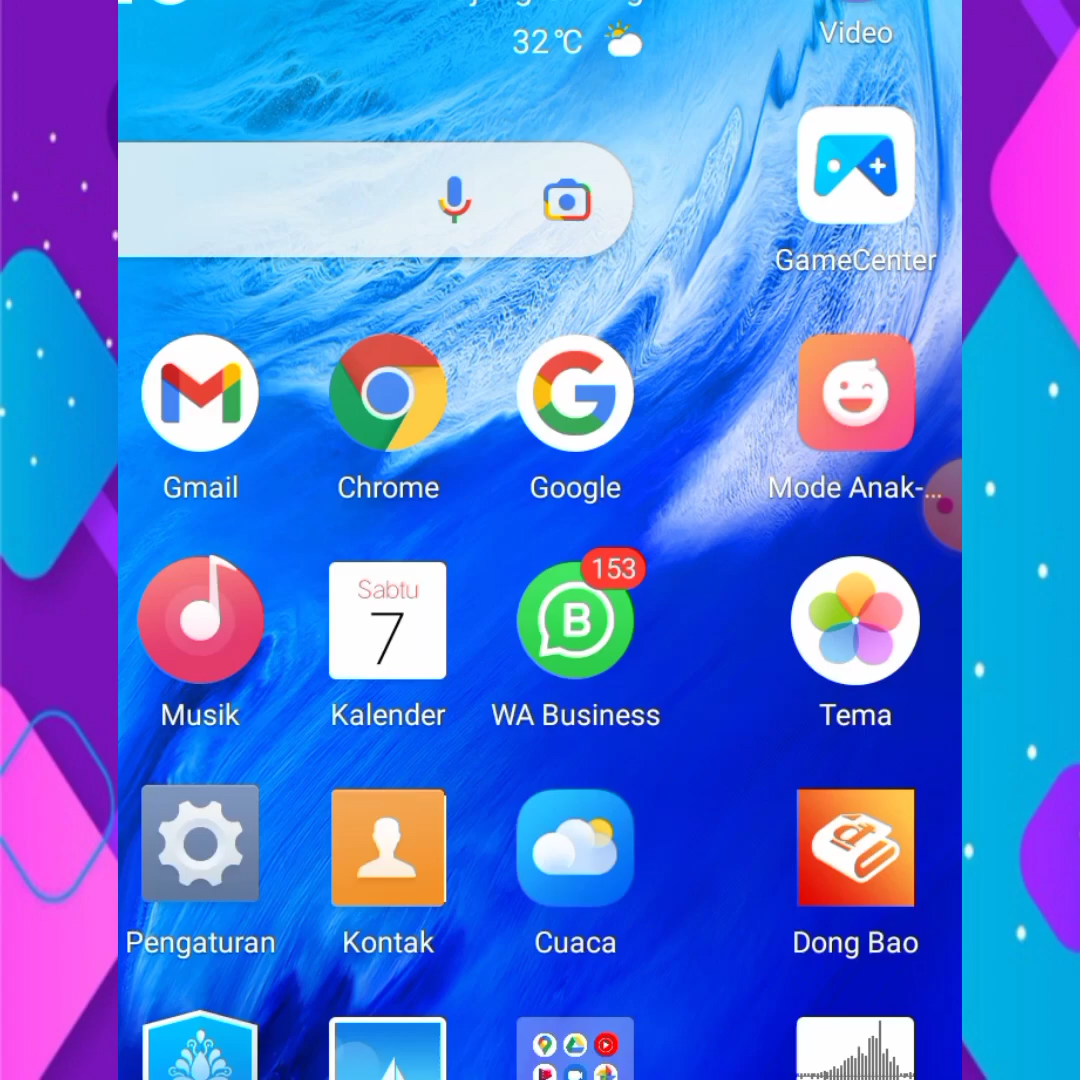 32°C
Video
GameCenter
Gmail
Chrome
Google
Mode Anak-...
Sabtu
7
153
B
Musik
Kalender
WA Business
Tema
Pengaturan
Kontak
Cuaca
Dong Bao